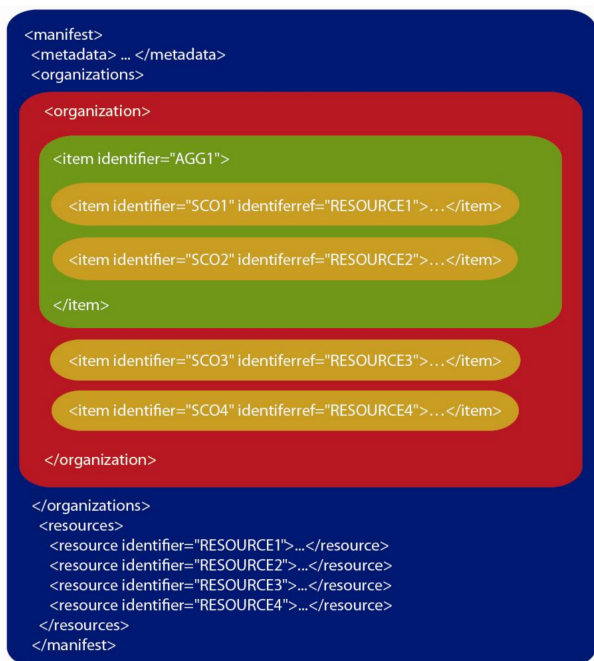 <manifest>
<metadata> ... </metadata>
<organizations>
<organization>
<item identifier="AGG1">
<item identifier="SCO1" identiferref="RESOURCE1">...</item>
<item identifier="SCO2" identiferref="RESOURCE2">...</item>
</item>
<item identifier="SCO3" identiferref="RESOURCE3">...</item>
<item identifier="SCO4" identiferref="RESOURCE4">...</item>
</organization>
</organizations>
<resources>
<resource identifier="RESOURCE1">...</resource>
<resource identifier="RESOURCE2">...</resource>
<resource identifier="RESOURCE3">...</resource>
<resource identifier="RESOURCE4">...</resource>
</resources>
</manifest>